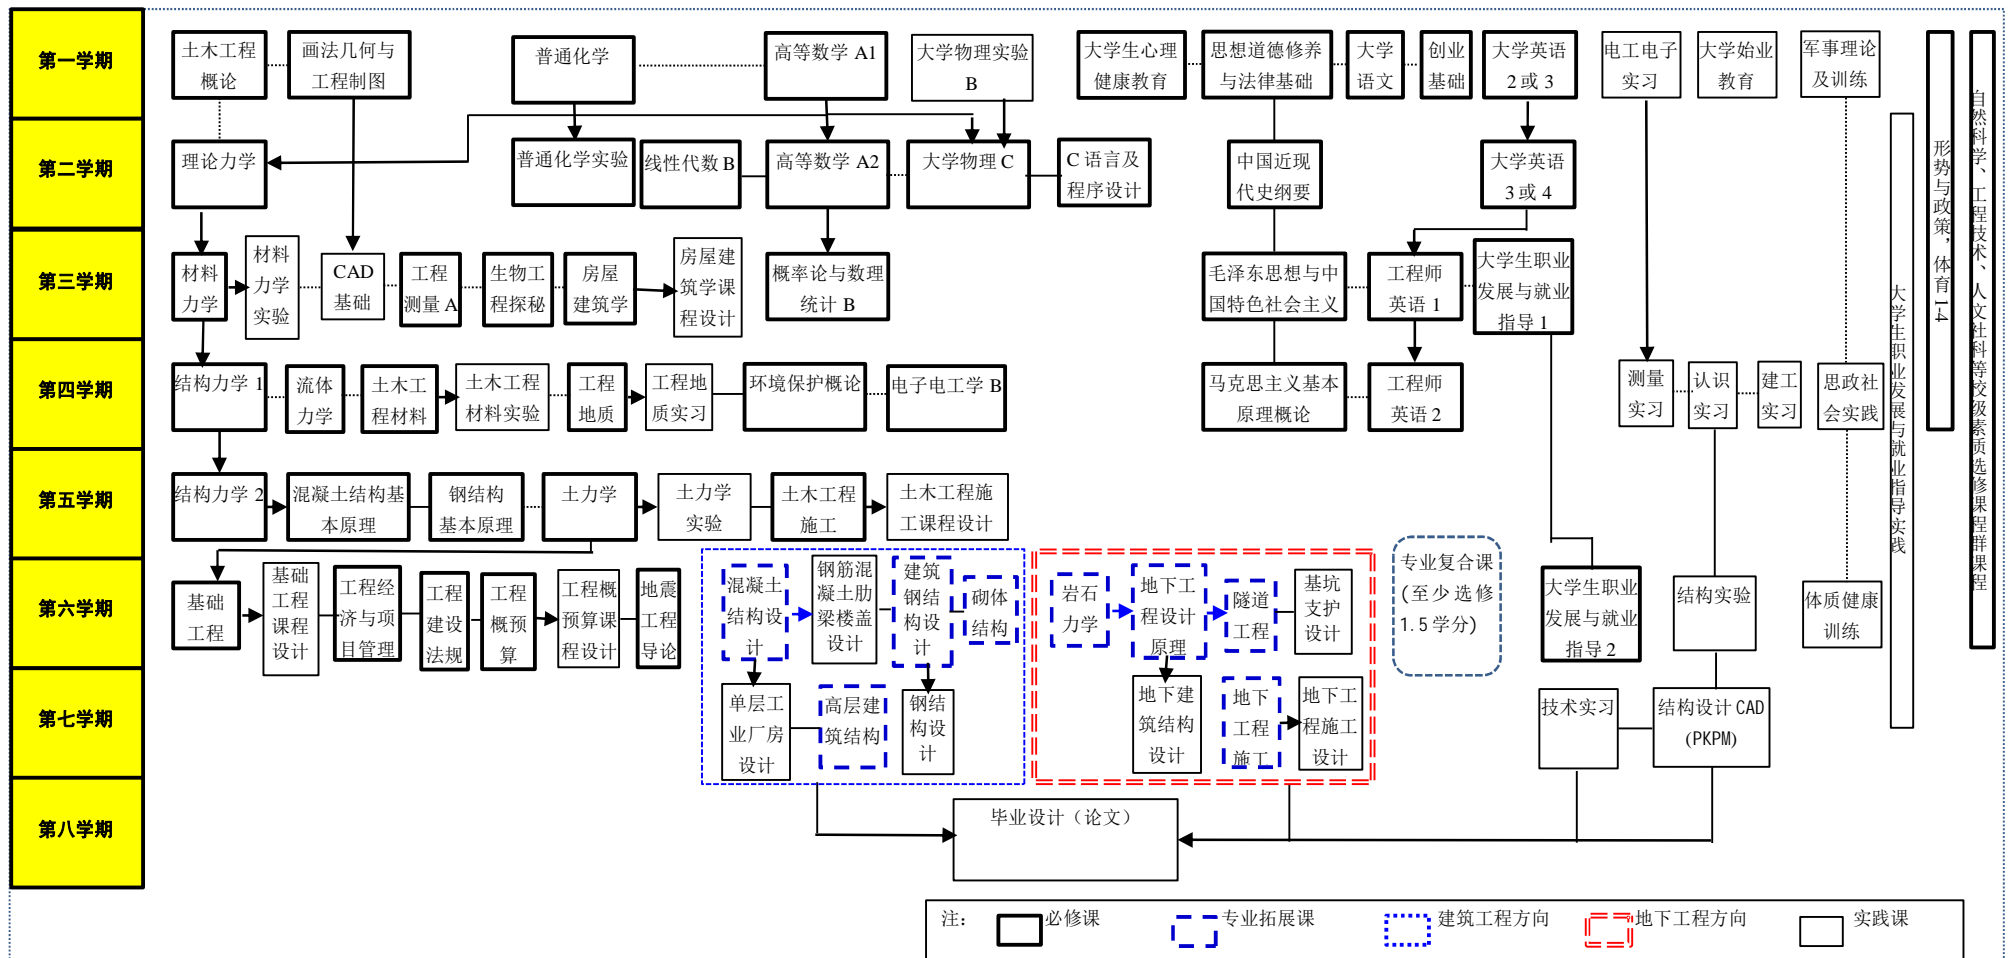 第一学期
土木工程
概论
画法几何与
工程制图
普通化学
高等数学 A1
大学物理实验
B
大学生心理
健康教育
思想道德修养
与法律基础
大学
语文
创业
基础
大学英语
2 或 3
电工电子
实习
大学始业
教育
军事理论
及训练
第二学期
理论力学
普通化学实验
线性代数 B
高等数学 A2
大学物理 C
C 语言及
程序设计
中国近现
代史纲要
大学英语
3 或 4
第三学期
材料
力学
材料
力学
实验
CAD
基础
工程
测量 A
生物工
程探秘
房屋
建筑学
房屋建
筑学课
程设计
概率论与数理
统计 B
毛泽东思想与中
国特色社会主义
工程师
英语 1
大学生职业
发展与就业
指导 1
第四学期
结构力学 1
流体
力学
土木工
程材料
土木工程
材料实验
工程
地质
工程地
质实习
环境保护概论
电子电工学 B
马克思主义基本
原理概论
工程师
英语 2
测量
实习
认识
实习
建工
实习
思政社
会实践
第五学期
结构力学 2
混凝土结构基
本原理
钢结构
基本原理
土力学
土力学
实验
土木工程
施工
土木工程施
工课程设计
第六学期
基础
工程
基础
工程
课程
设计
工程经
济与项
目管理
工程
建设
法规
工程
概预
算
工程概
预算课
程设计
地震
工程
导论
混凝土
结构设
计
钢筋混
凝土肋
梁楼盖
设计
建筑
钢结
构设
计
砌体
结构
岩石
力学
地下工
程设计
原理
隧道
工程
基坑
支护
设计
专业复合课
(至少选修
1.5 学分)
大学生职业
发展与就业
指导 2
结构实验
体质健康
训练
第七学期
单层工
业厂房
设计
高层建
筑结构
钢结
构设
计
地下建
筑结构
设计
地下
工程
施工
地下工
程施工
设计
技术实习
结构设计 CAD
(PKPM)
第八学期
毕业设计（论文）
大学生职业发展与就业指导实践
形势与政策，体育 1-4
自然科学、工程技术、人文社科等校级素质选修课程群课程
注：
必修课
专业拓展课
建筑工程方向
地下工程方向
实践课